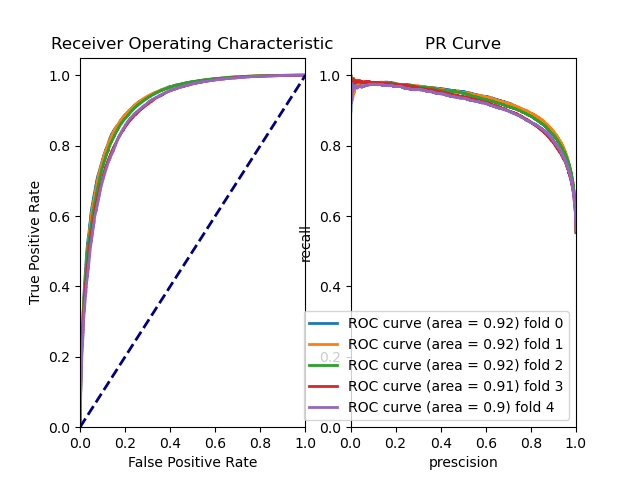 Receiver Operating Characteristic
1.0
0.8
0.6
0.4
0.2
0.0
True Positive Rate
0.0 0.2 0.4 0.6 0.8 1.0
False Positive Rate
PR Curve
1.0
0.8
0.6
0.4
0.2
0.0
recall
ROC curve (area = 0.92) fold 0
ROC curve (area = 0.92) fold 1
ROC curve (area = 0.92) fold 2
ROC curve (area = 0.91) fold 3
ROC curve (area = 0.9) fold 4
0.0 0.2 0.4 0.6 0.8 1.0
prescision